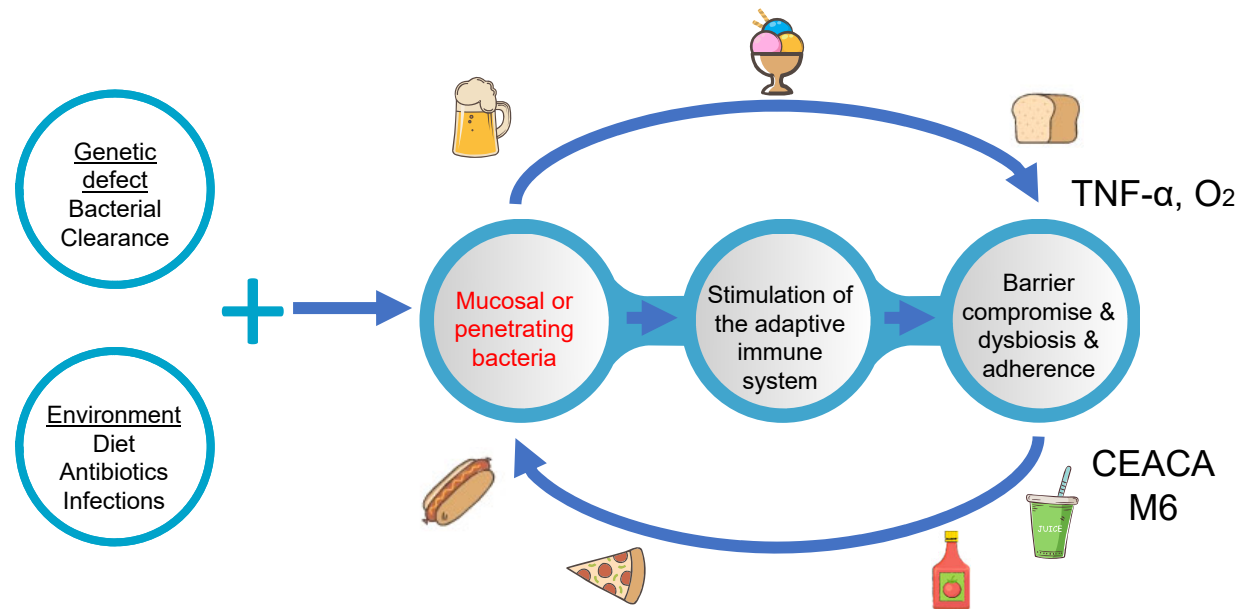 Genetic
defect
Bacterial
Clearance
Environment
Diet
Antibiotics
Infections
Mucosal or
penetrating
bacteria
Stimulation of
the adaptive
immune
system
Barrier
compromise &
dysbiosis &
adherence
TNF-α, O2
CEACA
M6
JUICE